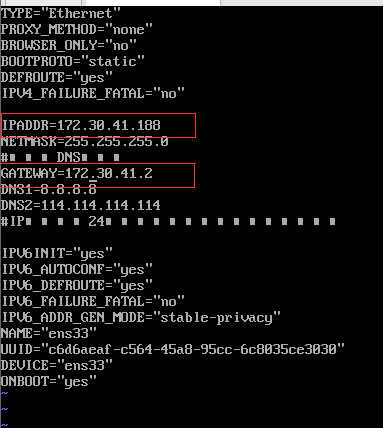 TYPE="Ethernet"
PROXY_METHOD="none"
BROWSER_ONLY="no"
BOOTPROTO="static"
DEFROUTE="yes"
IPV4_FAILURE_FATAL="no"
IPADDR=172.30.41.188
NETMASK=255.255.255.0
#■ ■ ■ DNS■ ■ ■
GATEWAY=172.30.41.2
DNS1=8.8.8.8
DNS2=114.114.114.114
#IP■ ■ ■ ■ 24■ ■ ■ ■ ■ ■ ■ ■ ■ ■ ■ ■ ■ ■
IPV6INIT="yes"
IPV6_AUTOCONF="yes"
IPV6_DEFROUTE="yes"
IPV6_FAILURE_FATAL="no"
IPV6_ADDR_GEN_MODE="stable-privacy"
NAME="ens33"
UUID="c6d6aeaf-c564-45a8-95cc-6c8035ce3030"
DEVICE="ens33"
ONBOOT="yes"
~
~
~